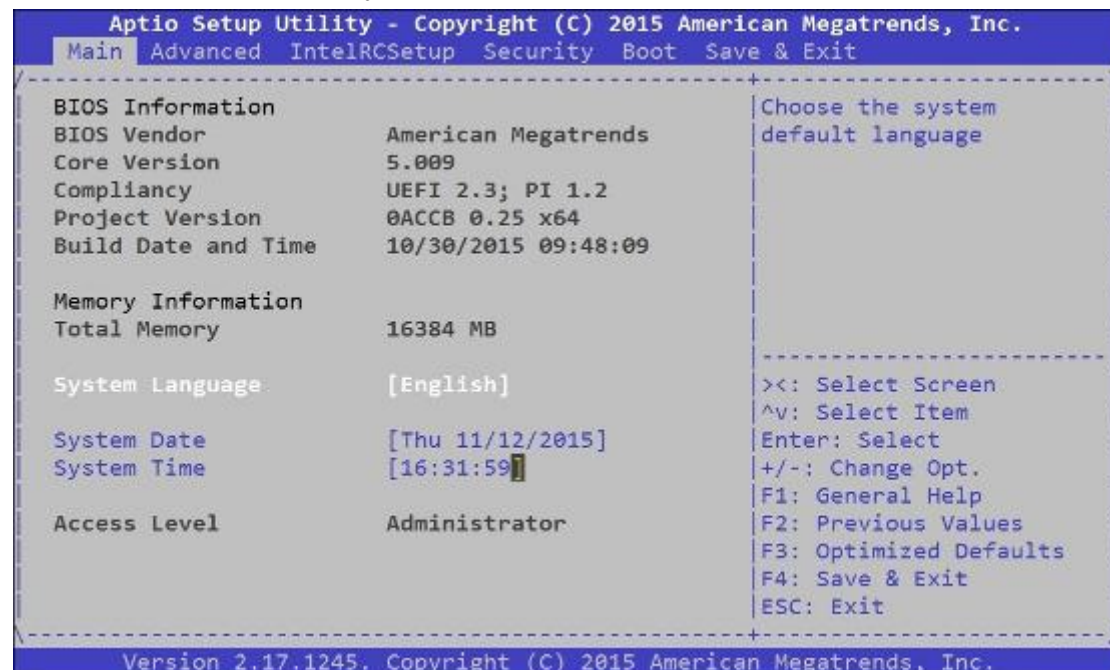 Aptio Setup Utility - Copyright (C) 2015 American Megatrends, Inc.
Main Advanced IntelRCSetup Security Boot Save & Exit
BIOS Information
BIOS Vendor American Megatrends
Core Version 5.009
Compliancy UEFI 2.3; PI 1.2
Project Version 0ACCB 0.25 x64
Build Date and Time 10/30/2015 09:48:09
Memory Information
Total Memory 16384 MB
System Language [English]
System Date [Thu 11/12/2015]
System Time [16:31:59]
Access Level Administrator
Choose the system
default language
><: Select Screen
^v: Select Item
Enter: Select
+/-: Change Opt.
F1: General Help
F2: Previous Values
F3: Optimized Defaults
F4: Save & Exit
ESC: Exit
Version 2.17.1245. Copyright (C) 2015 American Megatrends, Inc.